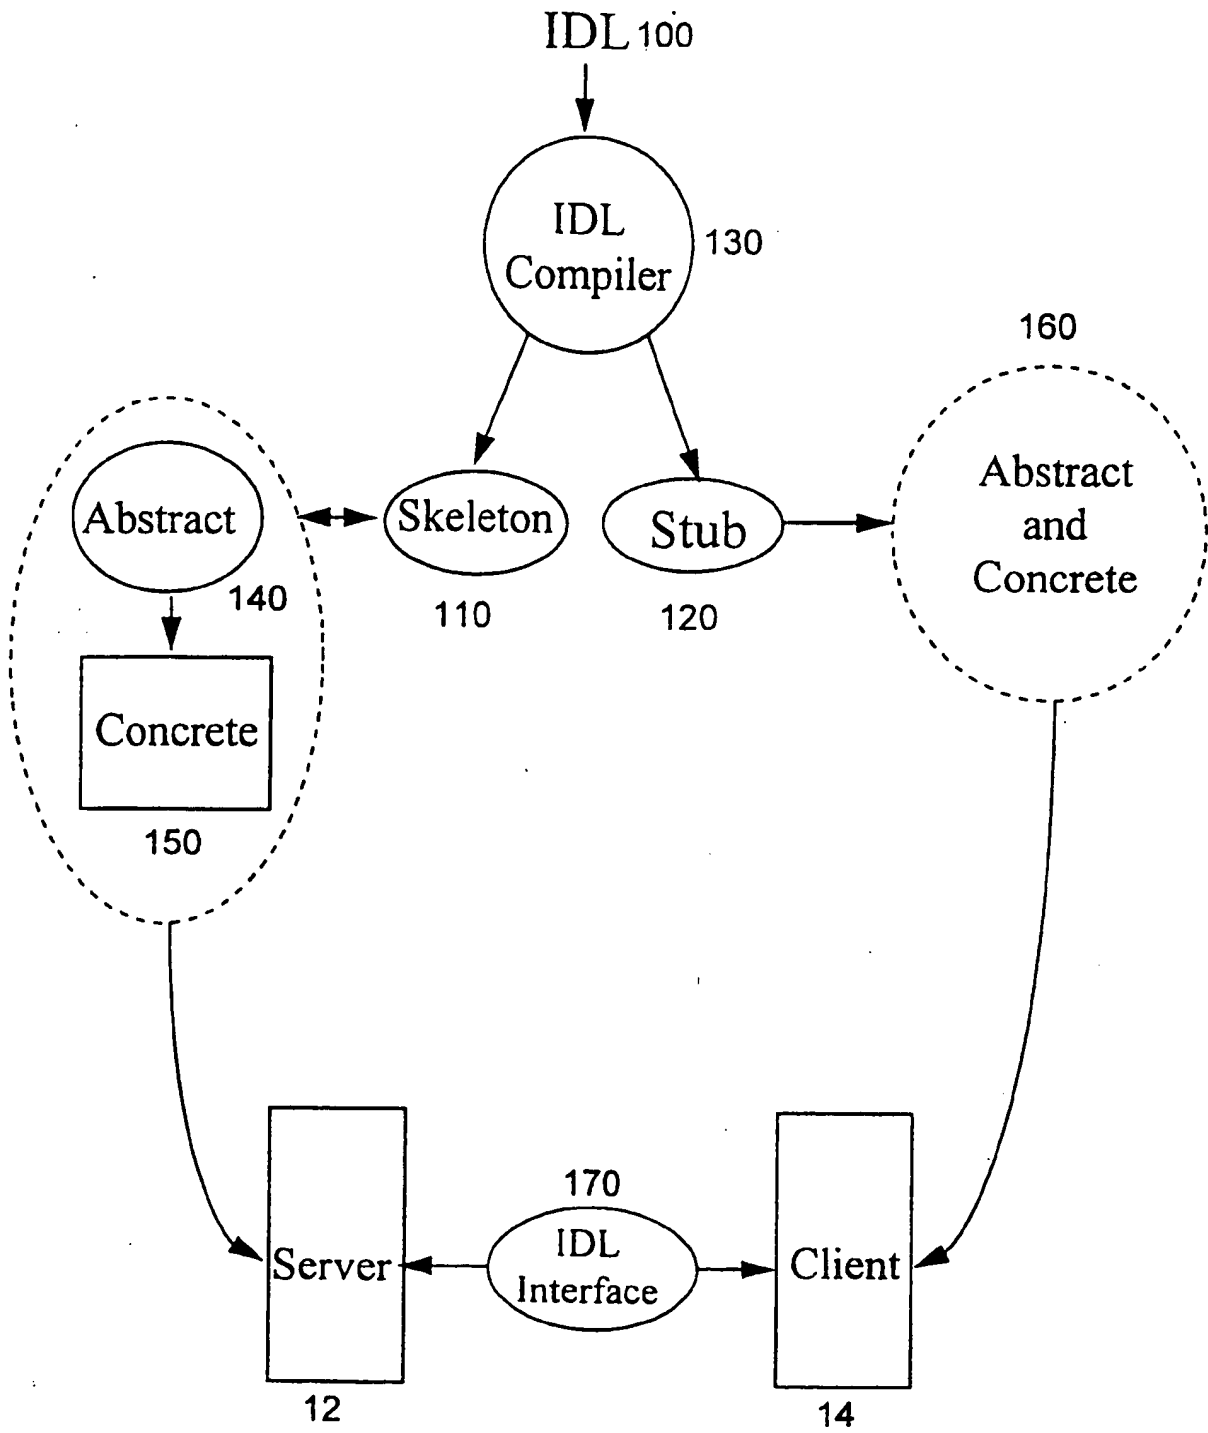 IDL 100
IDL
Compiler
130
160
Abstract
140
Skeleton
110
Stub
120
Abstract
and
Concrete
Concrete
150
170
IDL
Interface
Server
12
Client
14